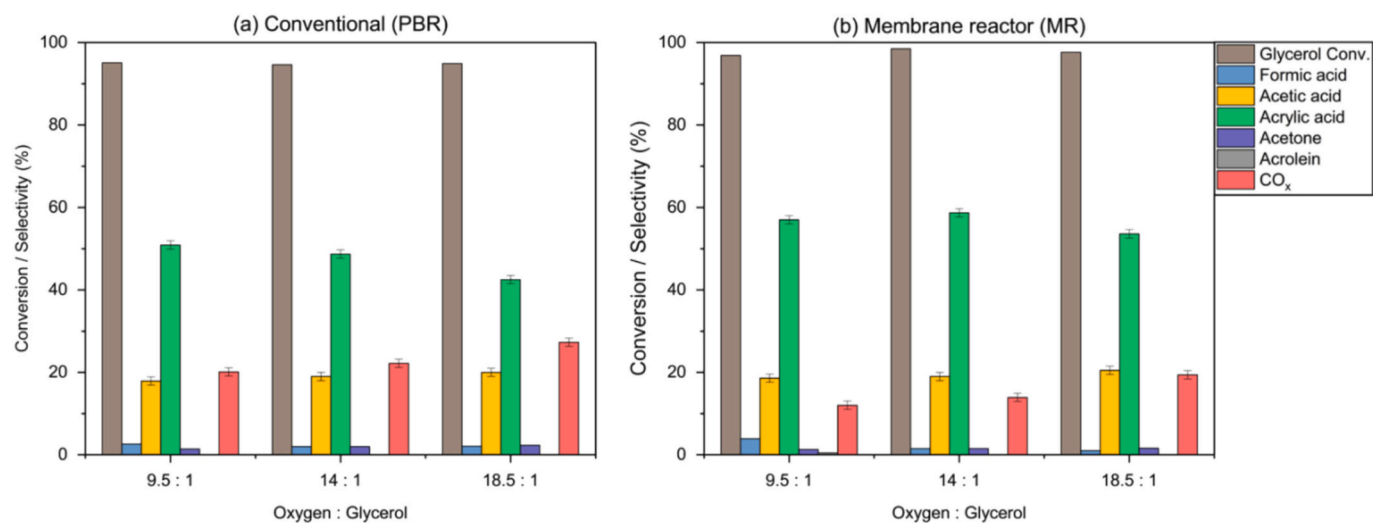 (a) Conventional (PBR)
100
80
60
40
20
0
Conversion / Selectivity (%)
9.5 : 1
14 : 1
18.5 : 1
Oxygen : Glycerol
(b) Membrane reactor (MR)
100
80
60
40
20
0
Conversion / Selectivity (%)
9.5 : 1
14 : 1
18.5 : 1
Oxygen : Glycerol
Glycerol Conv.
Formic acid
Acetic acid
Acrylic acid
Acetone
Acrolein
COₓ